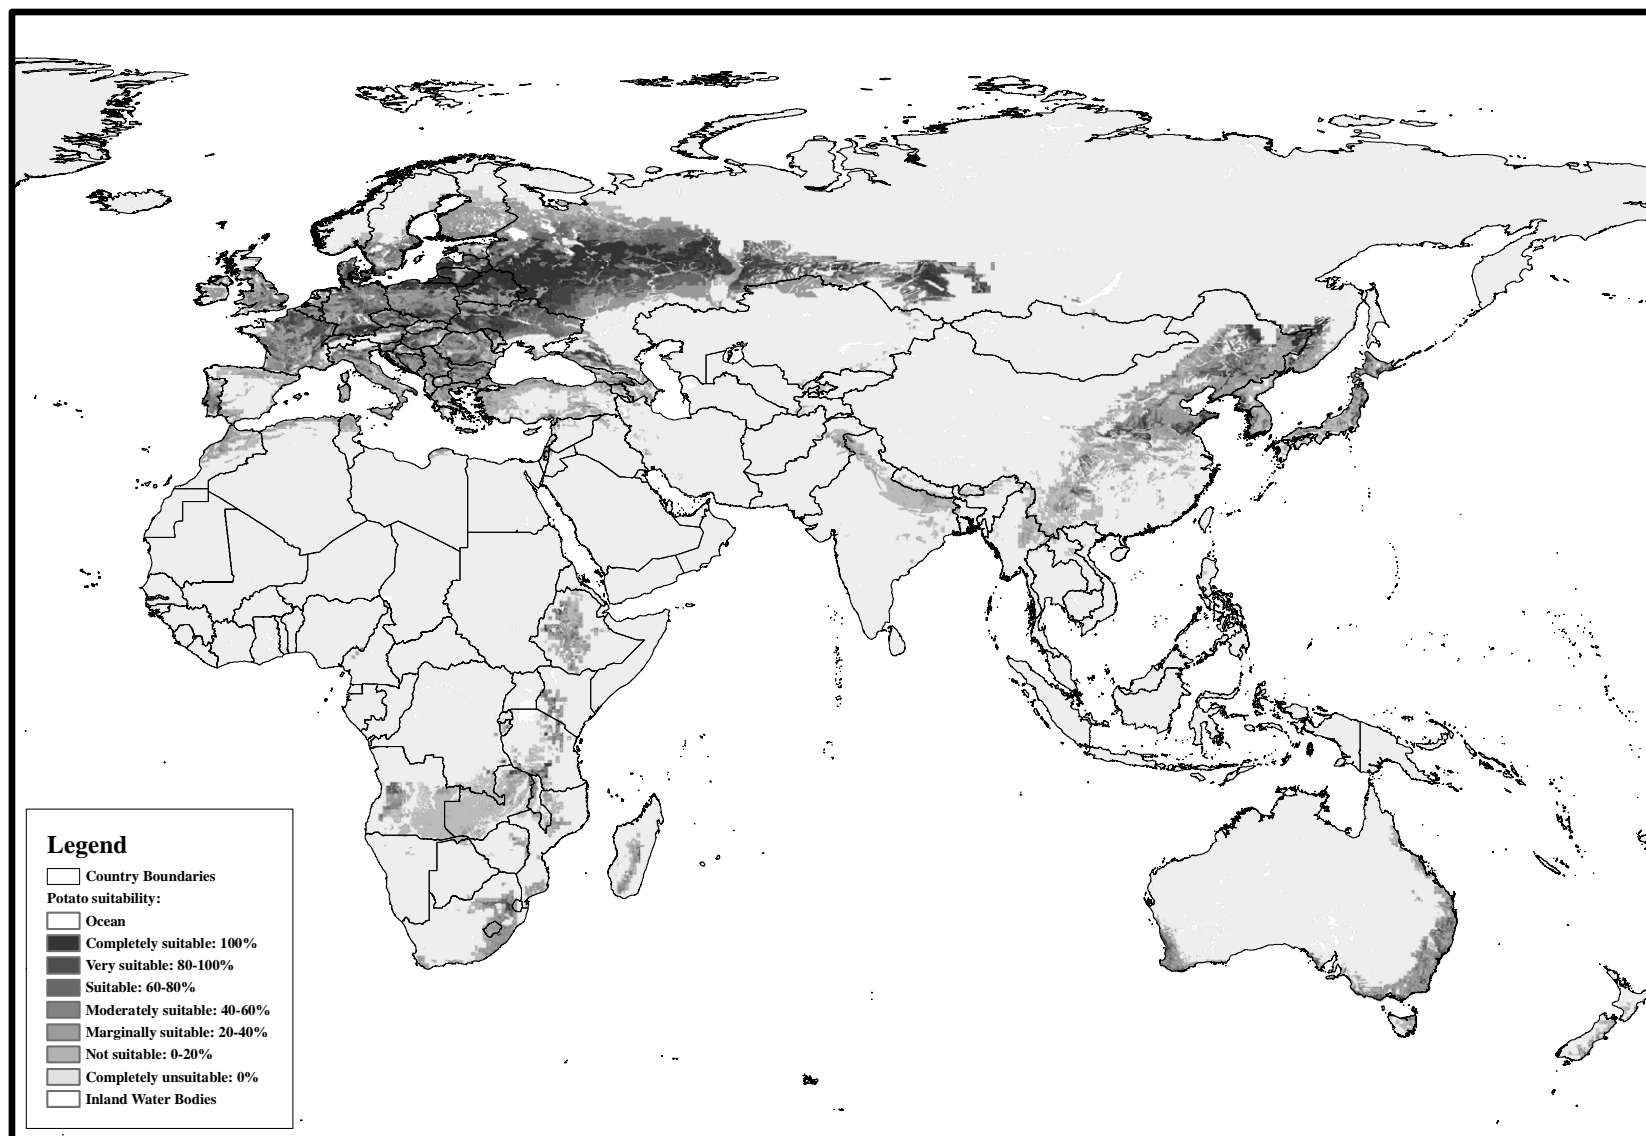 Legend
Country Boundaries
Potato suitability:
Ocean
Completely suitable: 100%
Very suitable: 80-100%
Suitable: 60-80%
Moderately suitable: 40-60%
Marginally suitable: 20-40%
Not suitable: 0-20%
Completely unsuitable: 0%
Inland Water Bodies